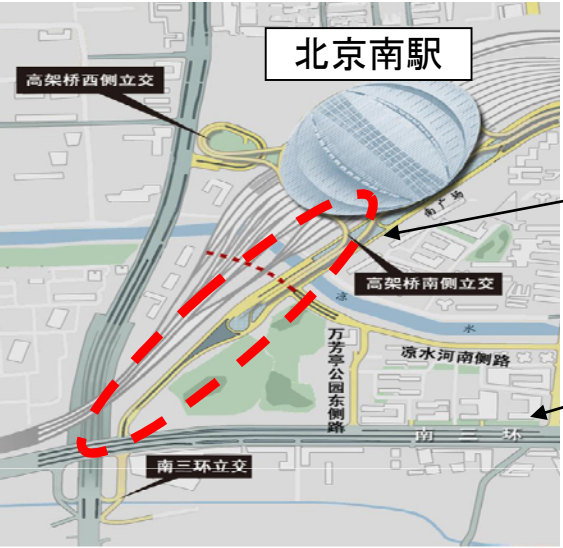 北京南駅
高架桥西侧立交
南广场
高架桥南侧立交
凉水
凉水河南侧路
万芳亭公园东侧路
南三环
南三环立交